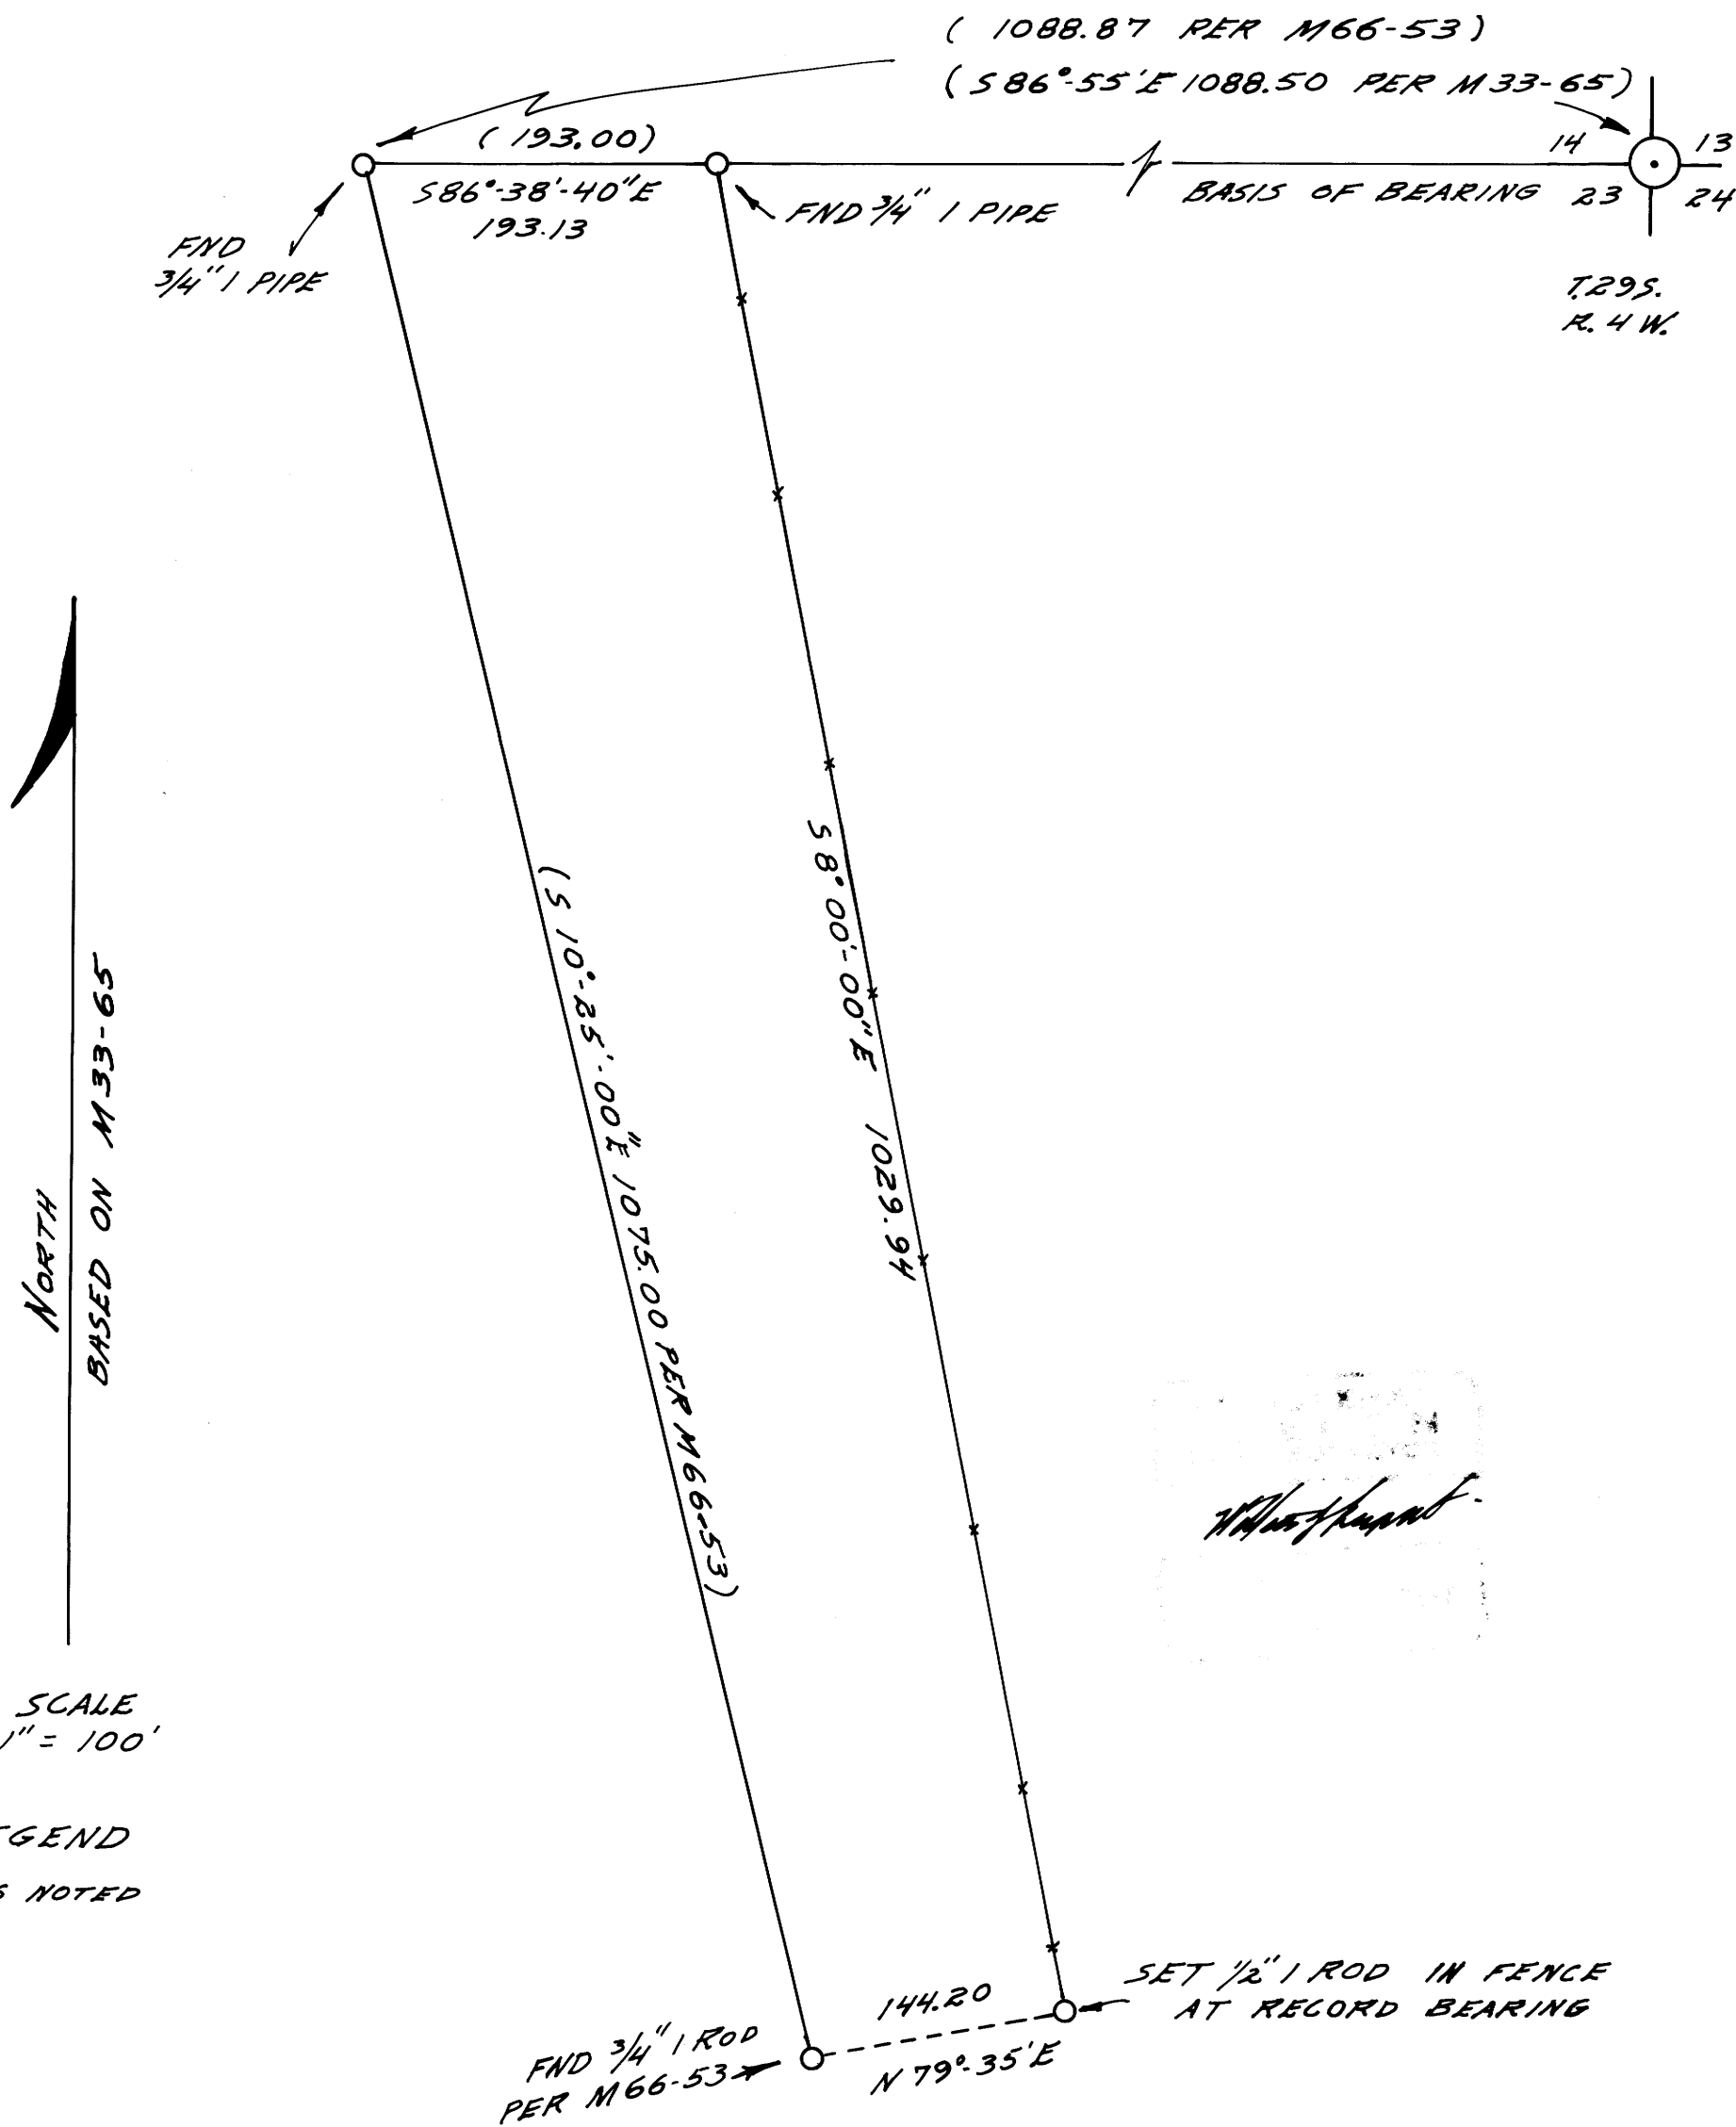 ( 1088.87 PER M66-53)
(S86°-55'E 1088.50 PER M33-65)
(193.00)
S86°-38'-40"E
193.13
FND
3/4" I PIPE
FND 3/4" I PIPE
BASIS OF BEARING
14
13
23
24
T.29S.
R. 4 W.
(S 10°-25'-00"E 1075.00 PER M66-53)
S 8°00'-00"E 1029.94
NORTH
BASED ON M33-65
SCALE
1" = 100'
EGEND
S NOTED
144.20
N 79°-35'E
SET 1/2" I ROD IN FENCE
AT RECORD BEARING
FND 3/4" I ROD
PER M66-53